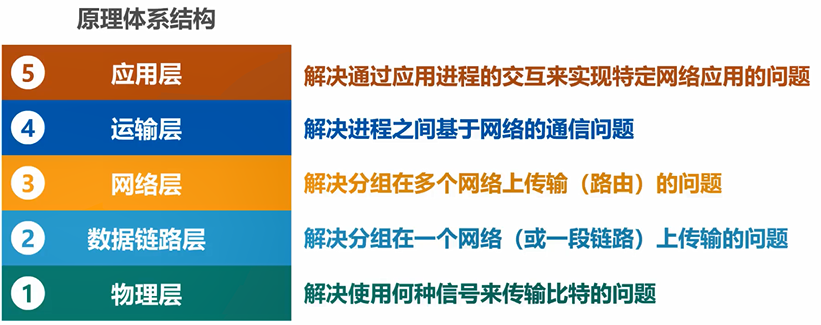 原理体系结构
5 应用层 解决通过应用进程的交互来实现特定网络应用的问题
4 运输层 解决进程之间基于网络的通信问题
3 网络层 解决分组在多个网络上传输（路由）的问题
2 数据链路层 解决分组在一个网络（或一段链路）上传输的问题
1 物理层 解决使用何种信号来传输比特的问题